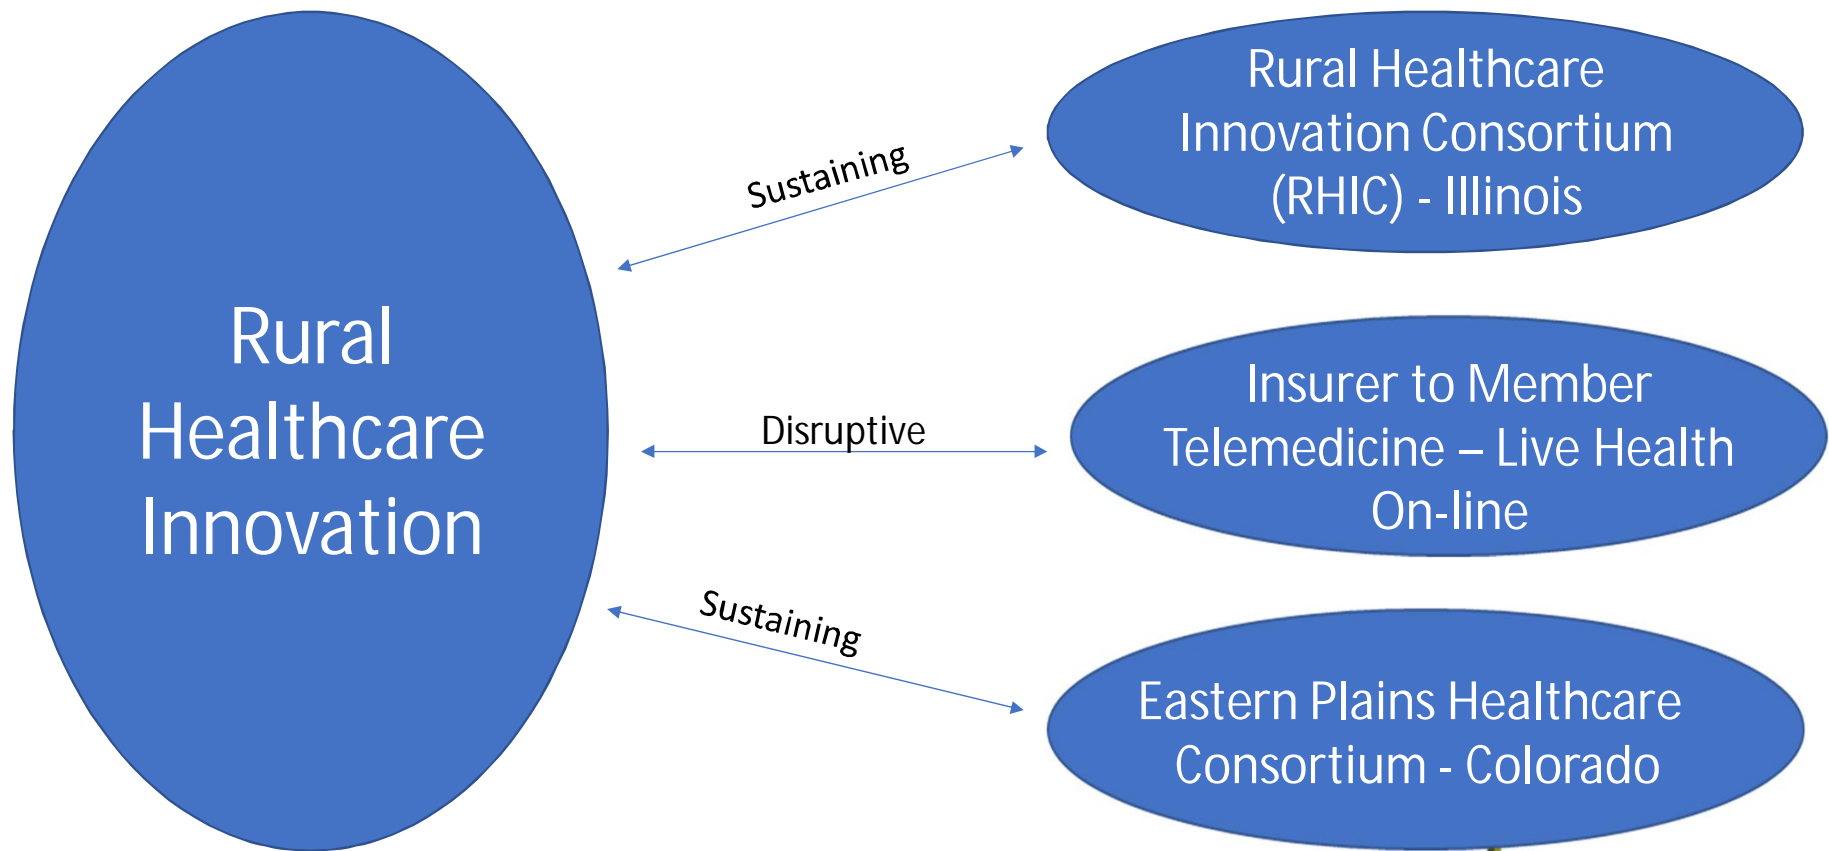 Rural
Healthcare
Innovation
Sustaining
Rural Healthcare
Innovation Consortium
(RHIC) - Illinois
Disruptive
Insurer to Member
Telemedicine – Live Health
On-line
Sustaining
Eastern Plains Healthcare
Consortium - Colorado